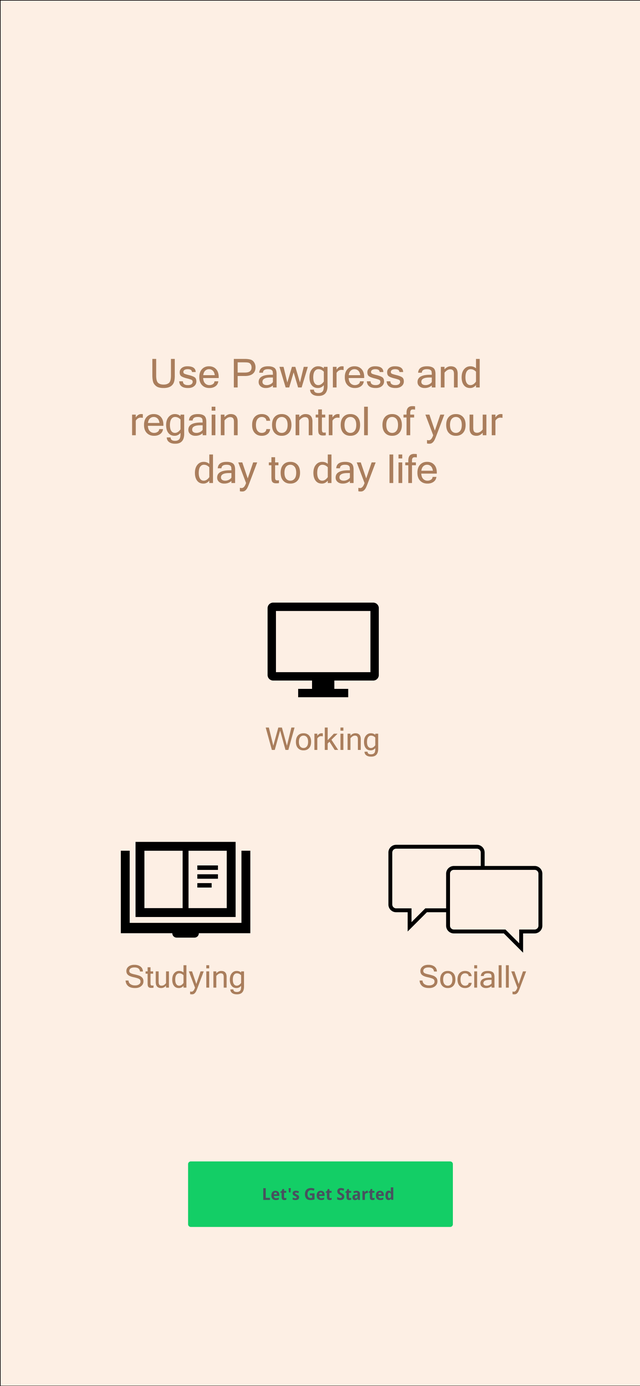 Use Pawgress and
regain control of your
day to day life
Working
Studying
Socially
Let's Get Started